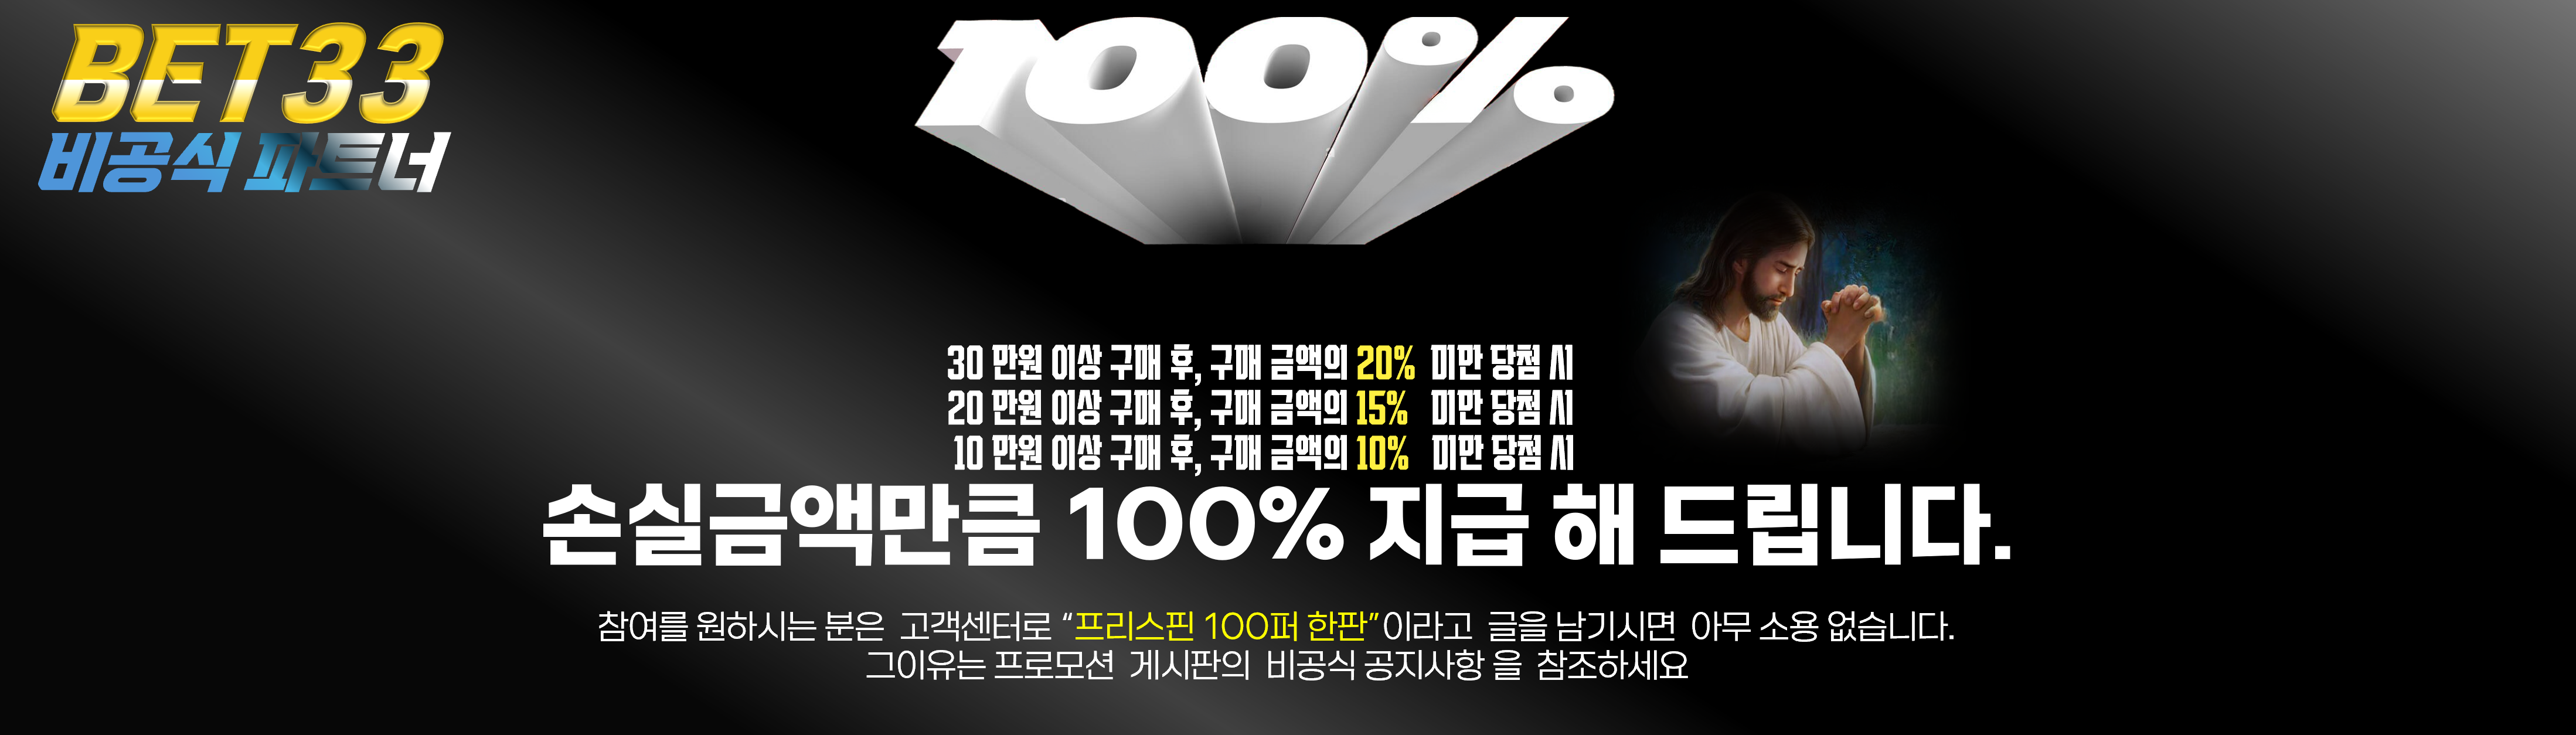 BET33
비공식 파트너
100%
30 만원 이상 구매 후, 구매 금액의 20% 미만 당첨 시
20 만원 이상 구매 후, 구매 금액의 15% 미만 당첨 시
10 만원 이상 구매 후, 구매 금액의 10% 미만 당첨 시
손실금액만큼 100% 지급 해 드립니다.
참여를 원하시는 분은 고객센터로 “프리스핀 100퍼 한판”이라고 글을 남기시면 아무 소용 없습니다.
그이유는 프로모션 게시판의 비공식 공지사항 을 참조하세요